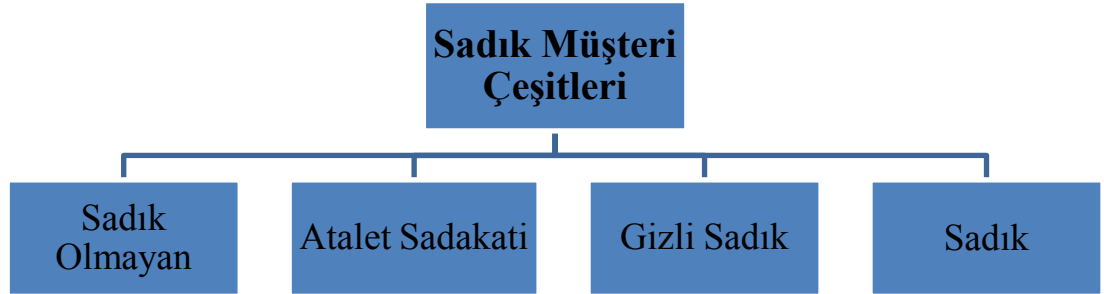 Sadık Müşteri
Çeşitleri
Sadık
Olmayan
Atalet Sadakati
Gizli Sadık
Sadık